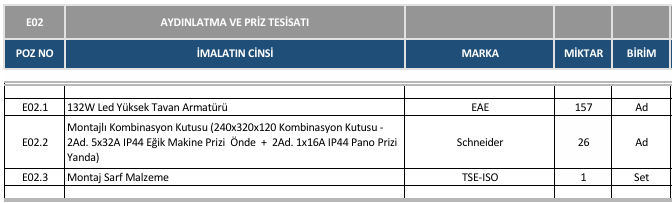 E02 AYDINLATMA VE PRİZ TESİSATI
POZ NO İMALATIN CİNSİ MARKA MİKTAR BİRİM
E02.1 132W Led Yüksek Tavan Armatürü EAE 157 Ad
Montajlı Kombinasyon Kutusu (240x320x120 Kombinasyon Kutusu -
E02.2 2Ad. 5x32A IP44 Eğik Makine Prizi Önde + 2Ad. 1x16A IP44 Pano Prizi Schneider 26 Ad
Yanda)
E02.3 Montaj Sarf Malzeme TSE-ISO 1 Set